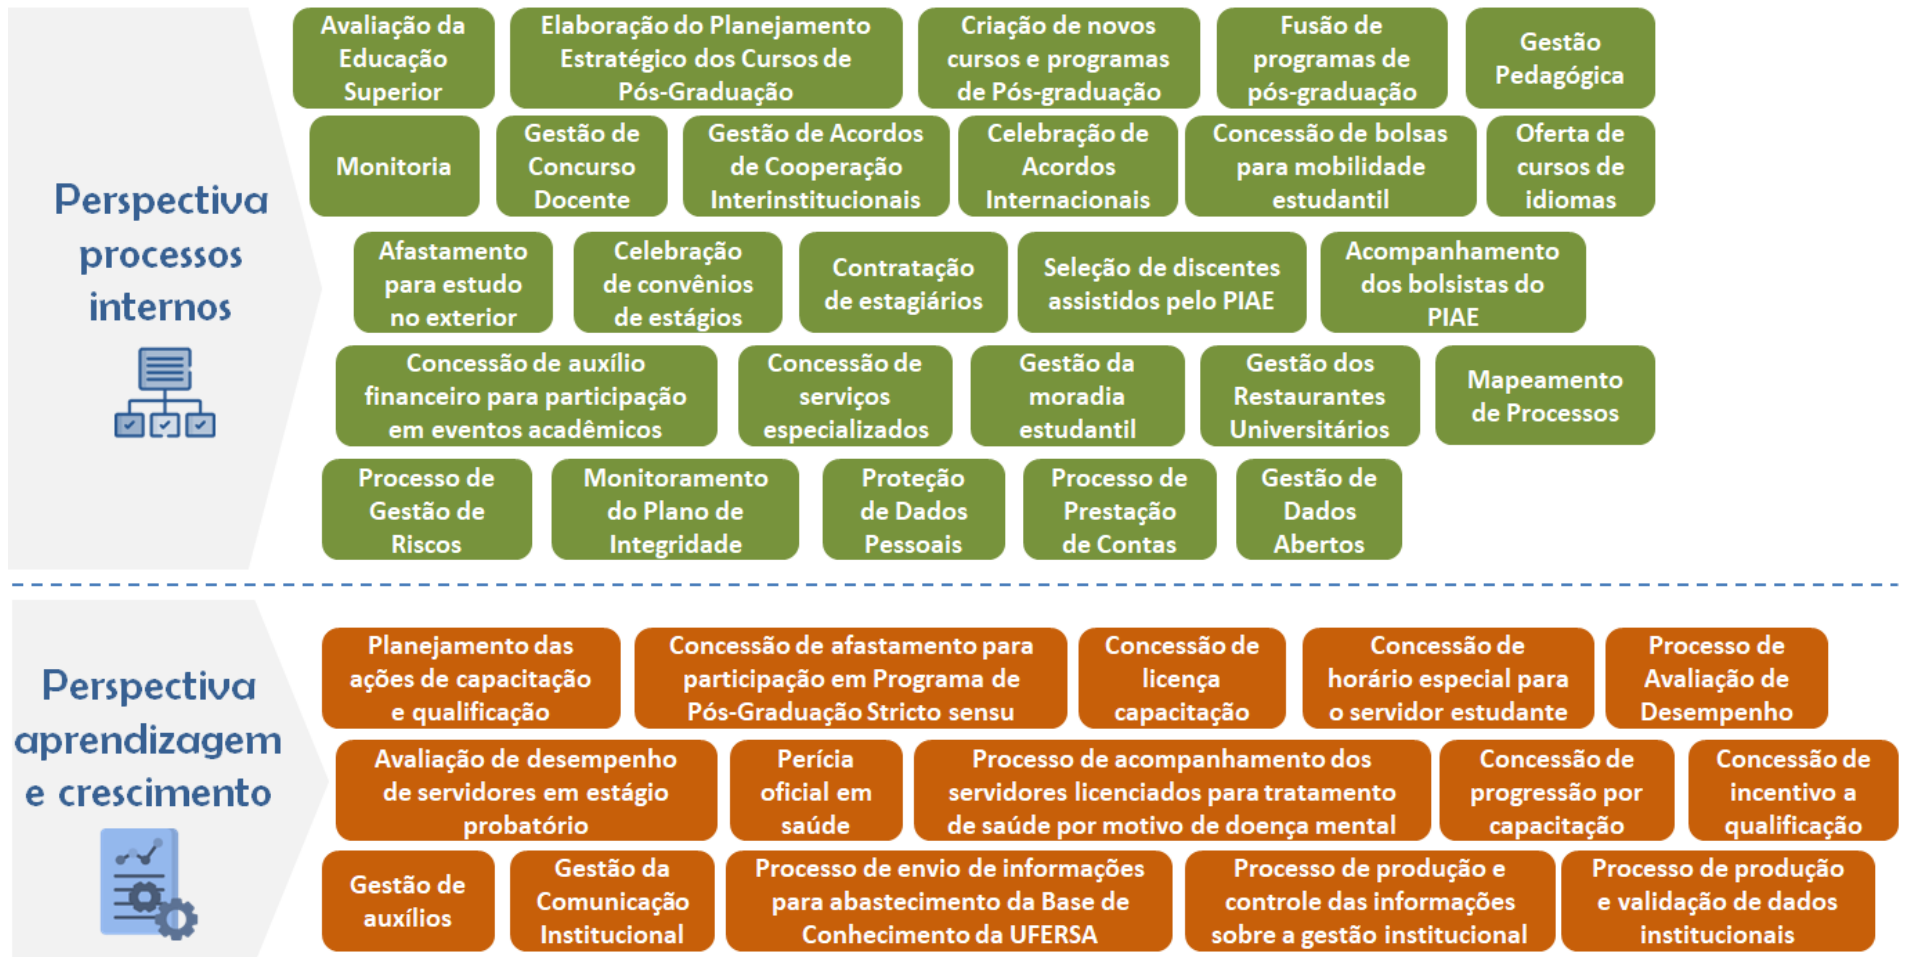 Perspectiva
processos
internos
Avaliação da
Educação
Superior
Elaboração do Planejamento
Estratégico dos Cursos de
Pós-Graduação
Criação de novos
cursos e programas
de Pós-graduação
Fusão de
programas de
pós-graduação
Gestão
Pedagógica
Monitoria
Gestão de
Concurso
Docente
Gestão de Acordos
de Cooperação
Interinstitucionais
Celebração de
Acordos
Internacionais
Concessão de bolsas
para mobilidade
estudantil
Oferta de
cursos de
idiomas
Afastamento
para estudo
no exterior
Celebração
de convênios
de estágios
Contratação
de estagiários
Seleção de discentes
assistidos pelo PIAE
Acompanhamento
dos bolsistas do
PIAE
Concessão de auxílio
financeiro para participação
em eventos acadêmicos
Concessão de
serviços
especializados
Gestão da
moradia
estudantil
Gestão dos
Restaurantes
Universitários
Mapeamento
de Processos
Processo de
Gestão de
Riscos
Monitoramento
do Plano de
Integridade
Proteção
de Dados
Pessoais
Processo de
Prestação
de Contas
Gestão de
Dados
Abertos
Perspectiva
aprendizagem
e crescimento
Planejamento das
ações de capacitação
e qualificação
Concessão de afastamento para
participação em Programa de
Pós-Graduação Stricto sensu
Concessão de
licença
capacitação
Concessão de
horário especial para
o servidor estudante
Processo de
Avaliação de
Desempenho
Avaliação de desempenho
de servidores em estágio
probatório
Perícia
oficial em
saúde
Processo de acompanhamento dos
servidores licenciados para tratamento
de saúde por motivo de doença mental
Concessão de
progressão por
capacitação
Concessão de
incentivo a
qualificação
Gestão de
auxílios
Gestão da
Comunicação
Institucional
Processo de envio de informações
para abastecimento da Base de
Conhecimento da UFERSA
Processo de produção e
controle das informações
sobre a gestão institucional
Processo de produção
e validação de dados
institucionais